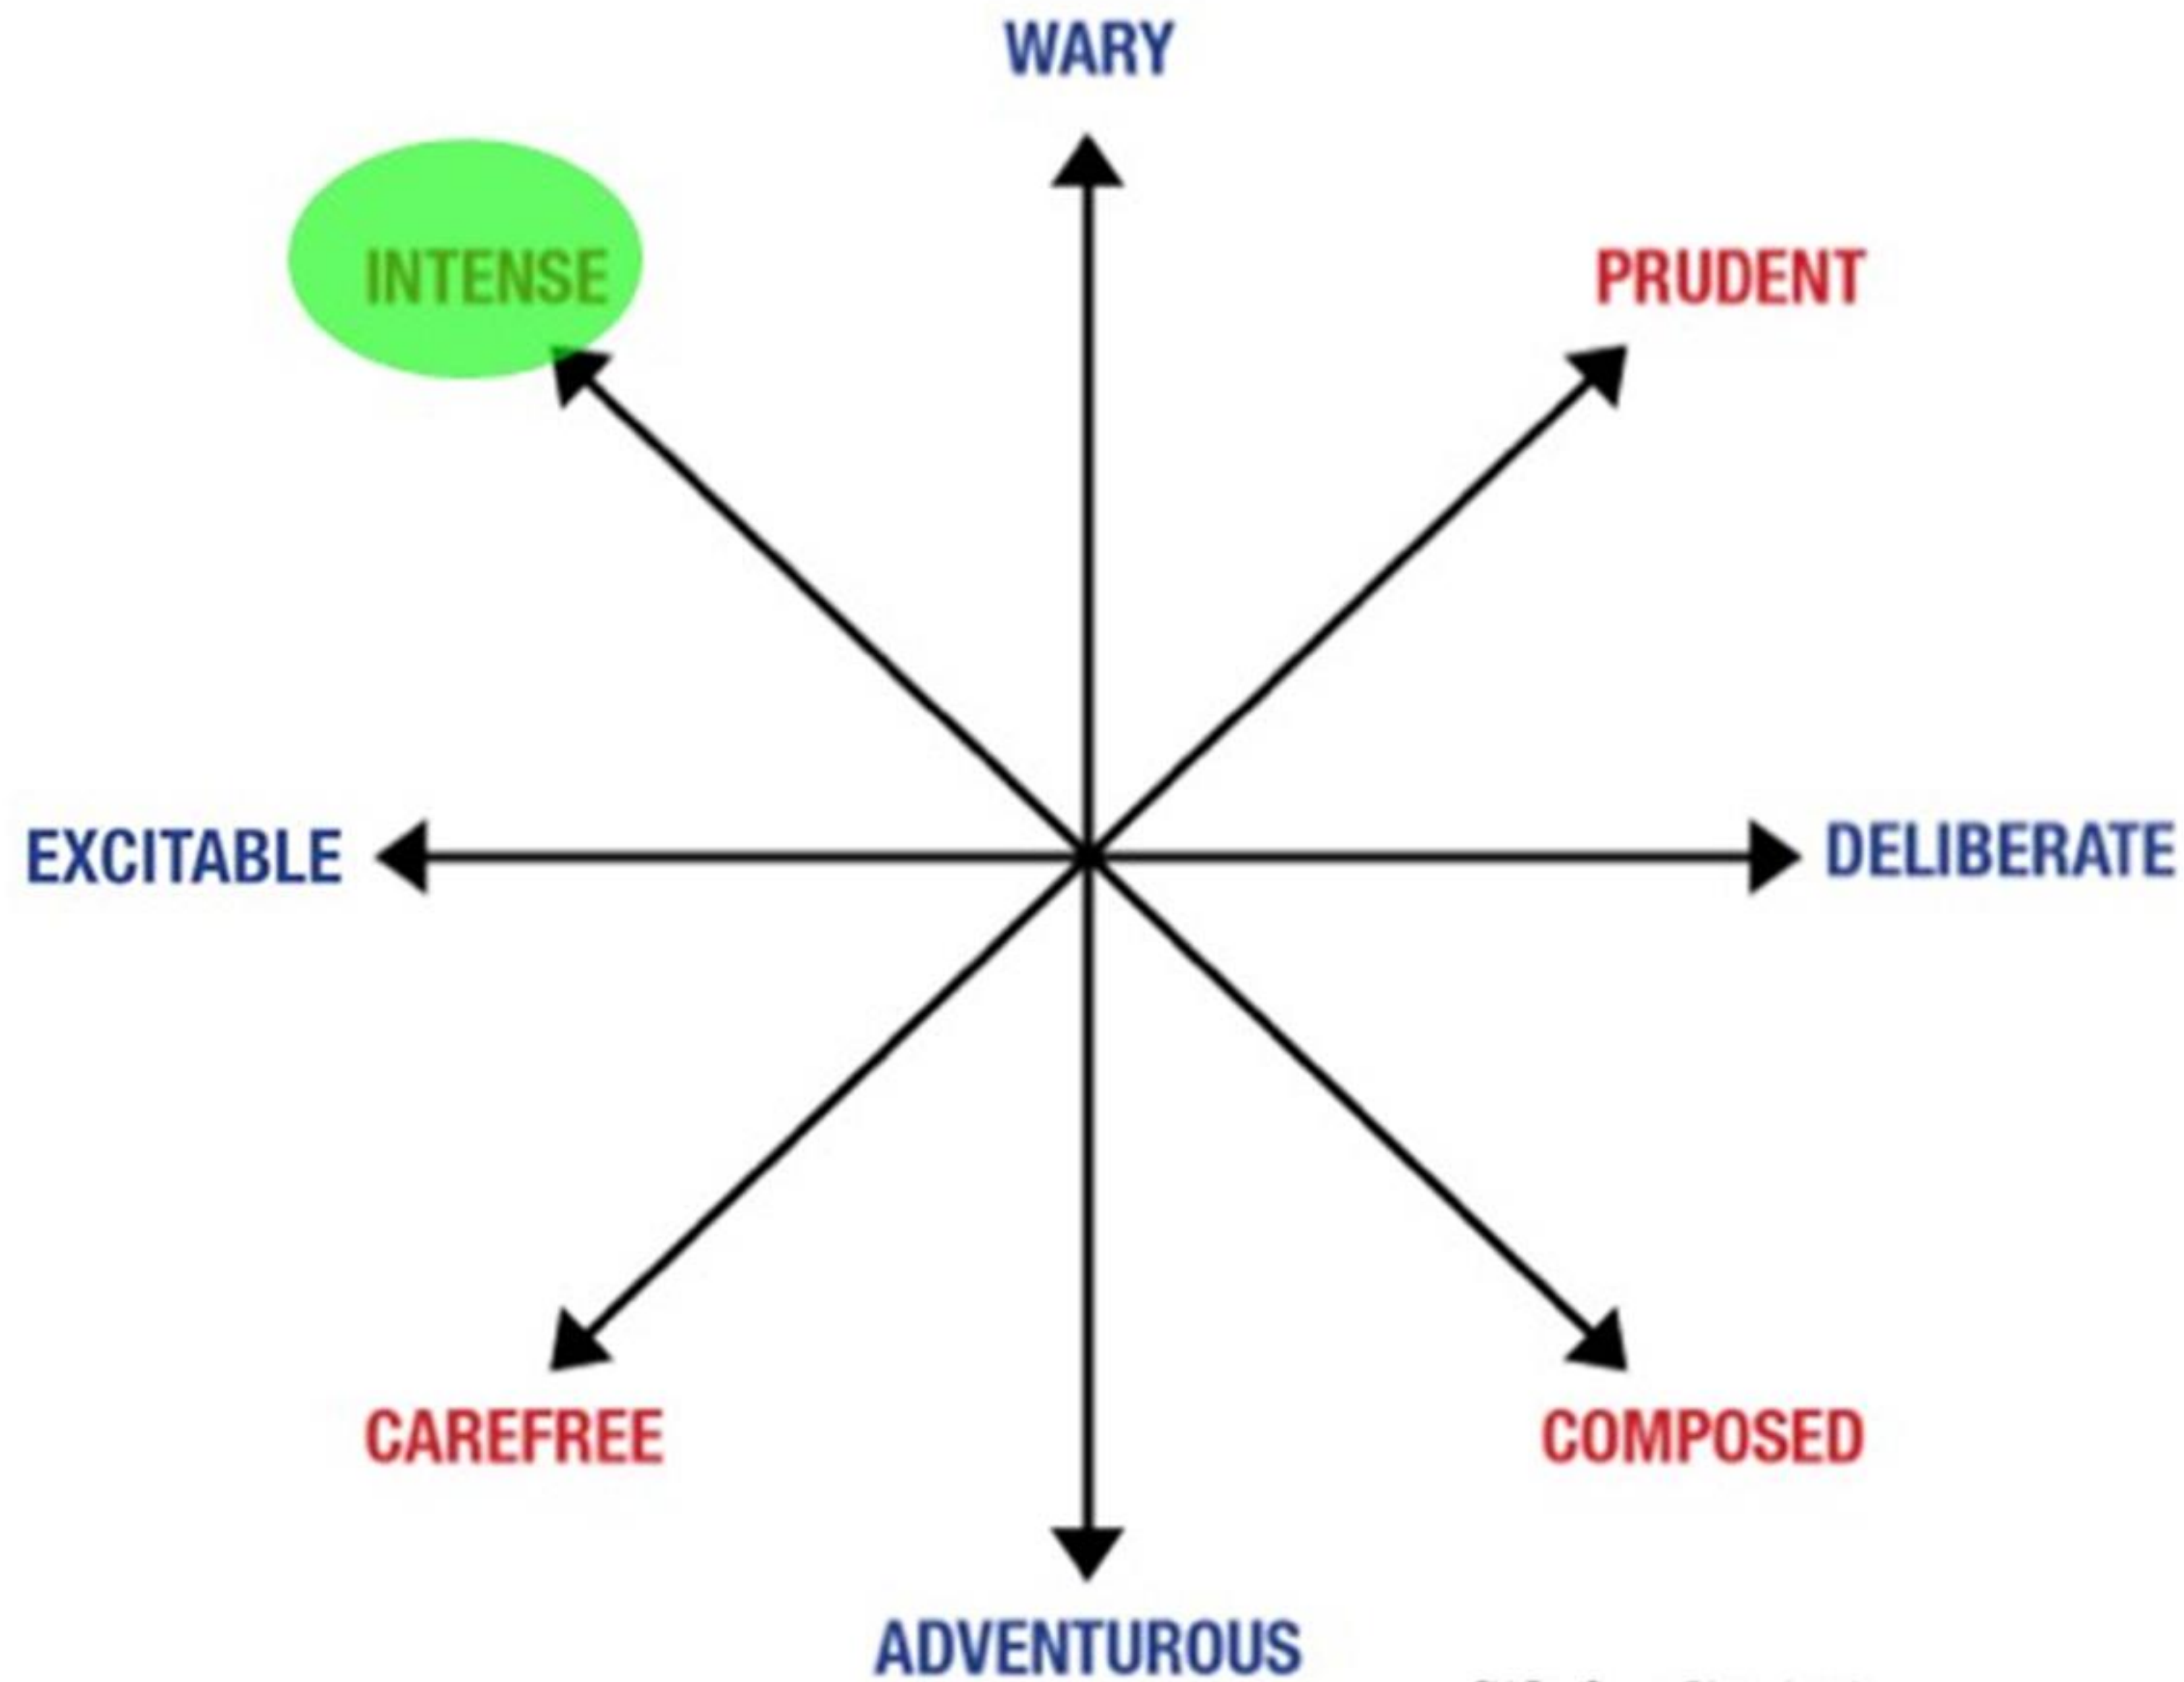 WARY
INTENSE
PRUDENT
EXCITABLE
DELIBERATE
CAREFREE
COMPOSED
ADVENTUROUS